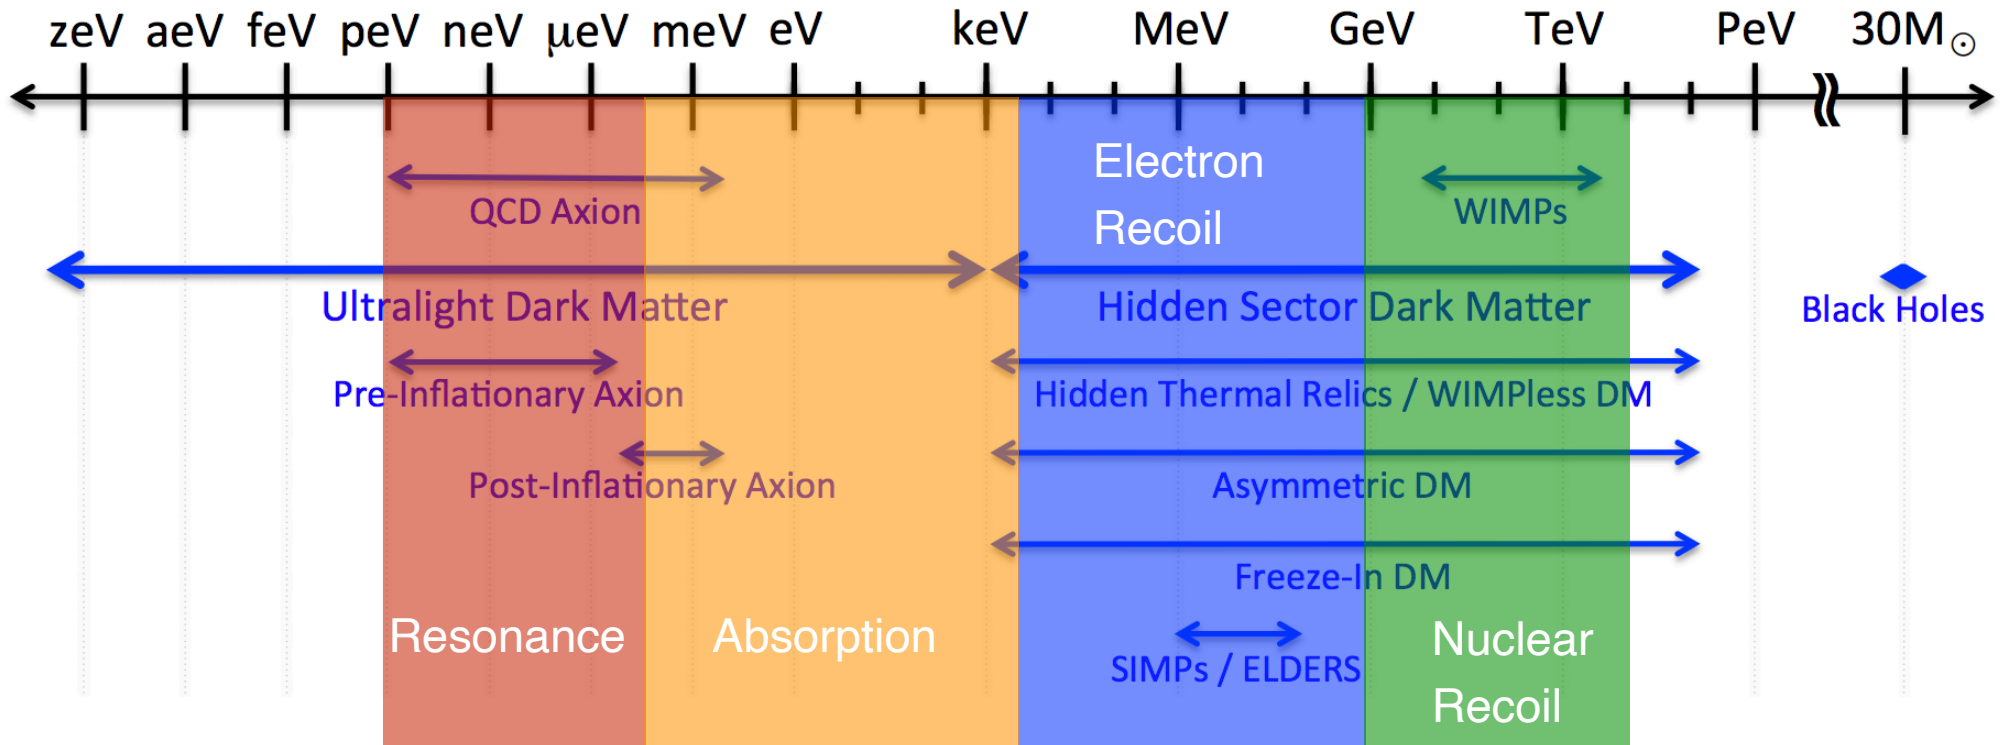 zeV aeV feV peV neV µeV meV eV keV MeV GeV TeV PeV 30M☉
Electron
Recoil
QCD Axion
WIMPs
Ultralight Dark Matter
Hidden Sector Dark Matter
Black Holes
Pre-Inflationary Axion
Hidden Thermal Relics / WIMPless DM
Post-Inflationary Axion
Asymmetric DM
Freeze-In DM
Resonance
Absorption
SIMPs / ELDERS
Nuclear
Recoil